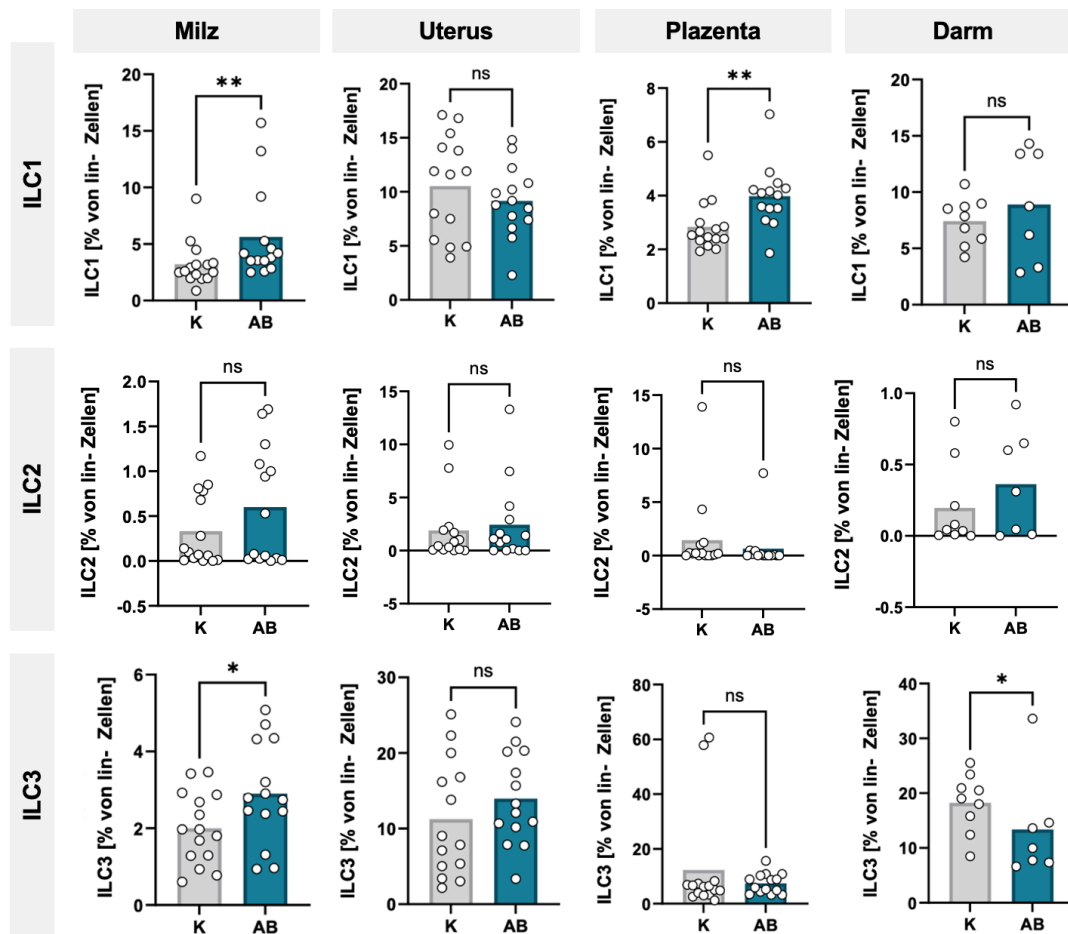 Milz Uterus Plazenta Darm
ILC1
ILC1 [% von lin- Zellen]
20
15
10
5
0
**
K AB
ILC1 [% von lin- Zellen]
20
15
10
5
0
ns
K AB
ILC1 [% von lin- Zellen]
8
6
4
2
0
**
K AB
ILC1 [% von lin- Zellen]
20
15
10
5
0
ns
K AB
ILC2
ILC2 [% von lin- Zellen]
2.0
1.5
1.0
0.5
0.0
-0.5
ns
K AB
ILC2 [% von lin- Zellen]
15
10
5
0
-5
ns
K AB
ILC2 [% von lin- Zellen]
15
10
5
0
-5
ns
K AB
ILC2 [% von lin- Zellen]
1.0
0.5
0.0
-0.5
ns
K AB
ILC3
ILC3 [% von lin- Zellen]
6
4
2
0
*
K AB
ILC3 [% von lin- Zellen]
30
20
10
0
ns
K AB
ILC3 [% von lin- Zellen]
80
60
40
20
0
ns
K AB
ILC3 [% von lin- Zellen]
40
30
20
10
0
*
K AB